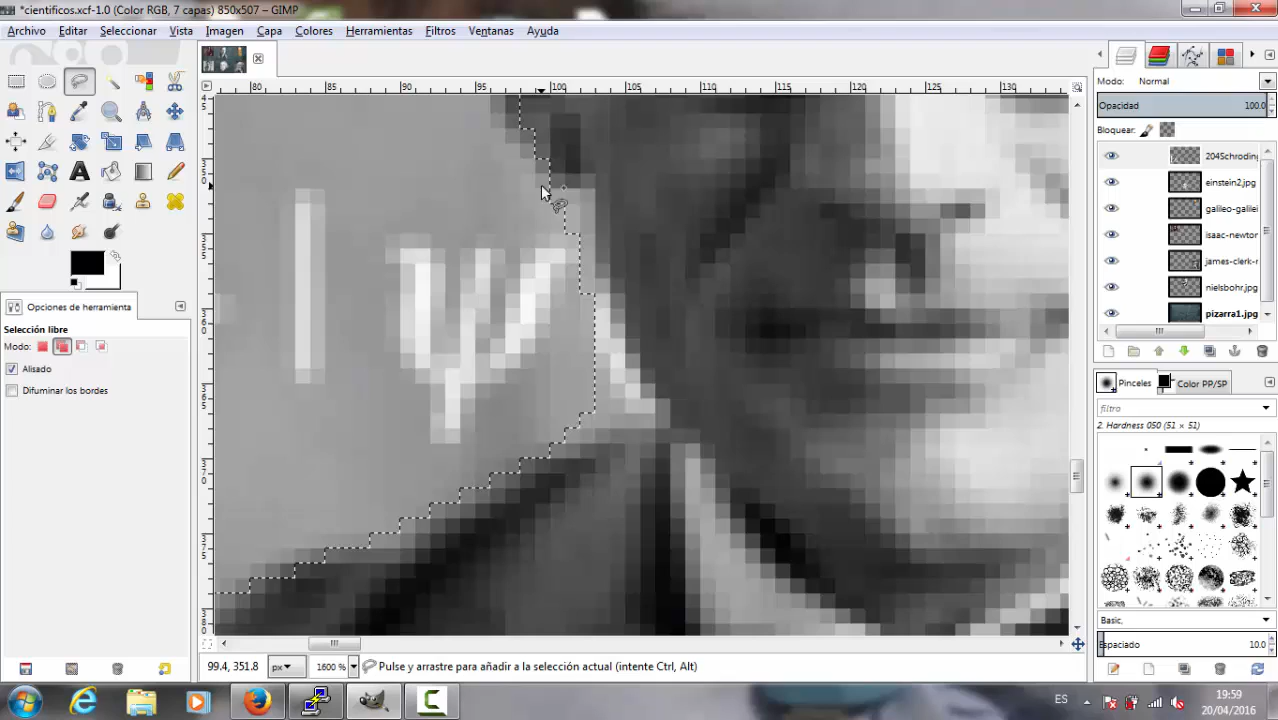 *cientificos.xcf-1.0 (Color RGB, 7 capas) 850x507 – GIMP
Archivo Editar Seleccionar Vista Imagen Capa Colores Herramientas Filtros Ventanas Ayuda
80 85 90 95 100 105 110 115 120 125 130
Modo: Normal
Opacidad 100.0
Bloquear:
204Schroding
einstein2.jpg
galileo-galilei
isaac-newton
james-clerk-r
nielsbohr.jpg
pizarra1.jpg
Opciones de herramienta
Selección libre
Modo:
Alisado
Difuminar los bordes
Pinceles Color PP/SP
filtro
2. Hardness 050 (51 × 51)
Basic,
Espaciado 10.0
99.4, 351.8 px 1600 % Pulse y arrastre para añadir a la selección actual (intente Ctrl, Alt)
ES 19:59
20/04/2016